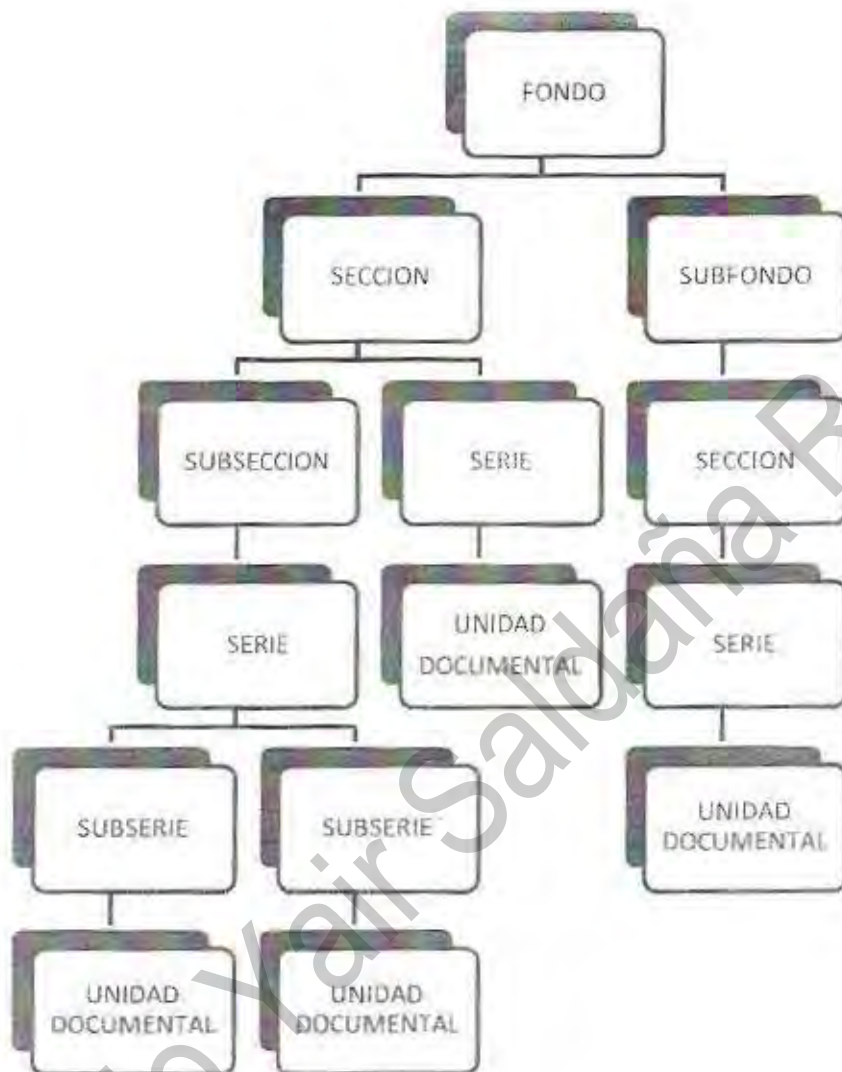 FONDO
SECCION
SUBFONDO
SUBSECCION
SERIE
SECCION
SERIE
UNIDAD
DOCUMENTAL
SERIE
SUBSERIE
SUBSERIE
UNIDAD
DOCUMENTAL
UNIDAD
DOCUMENTAL
UNIDAD
DOCUMENTAL
Yair Saldaña R